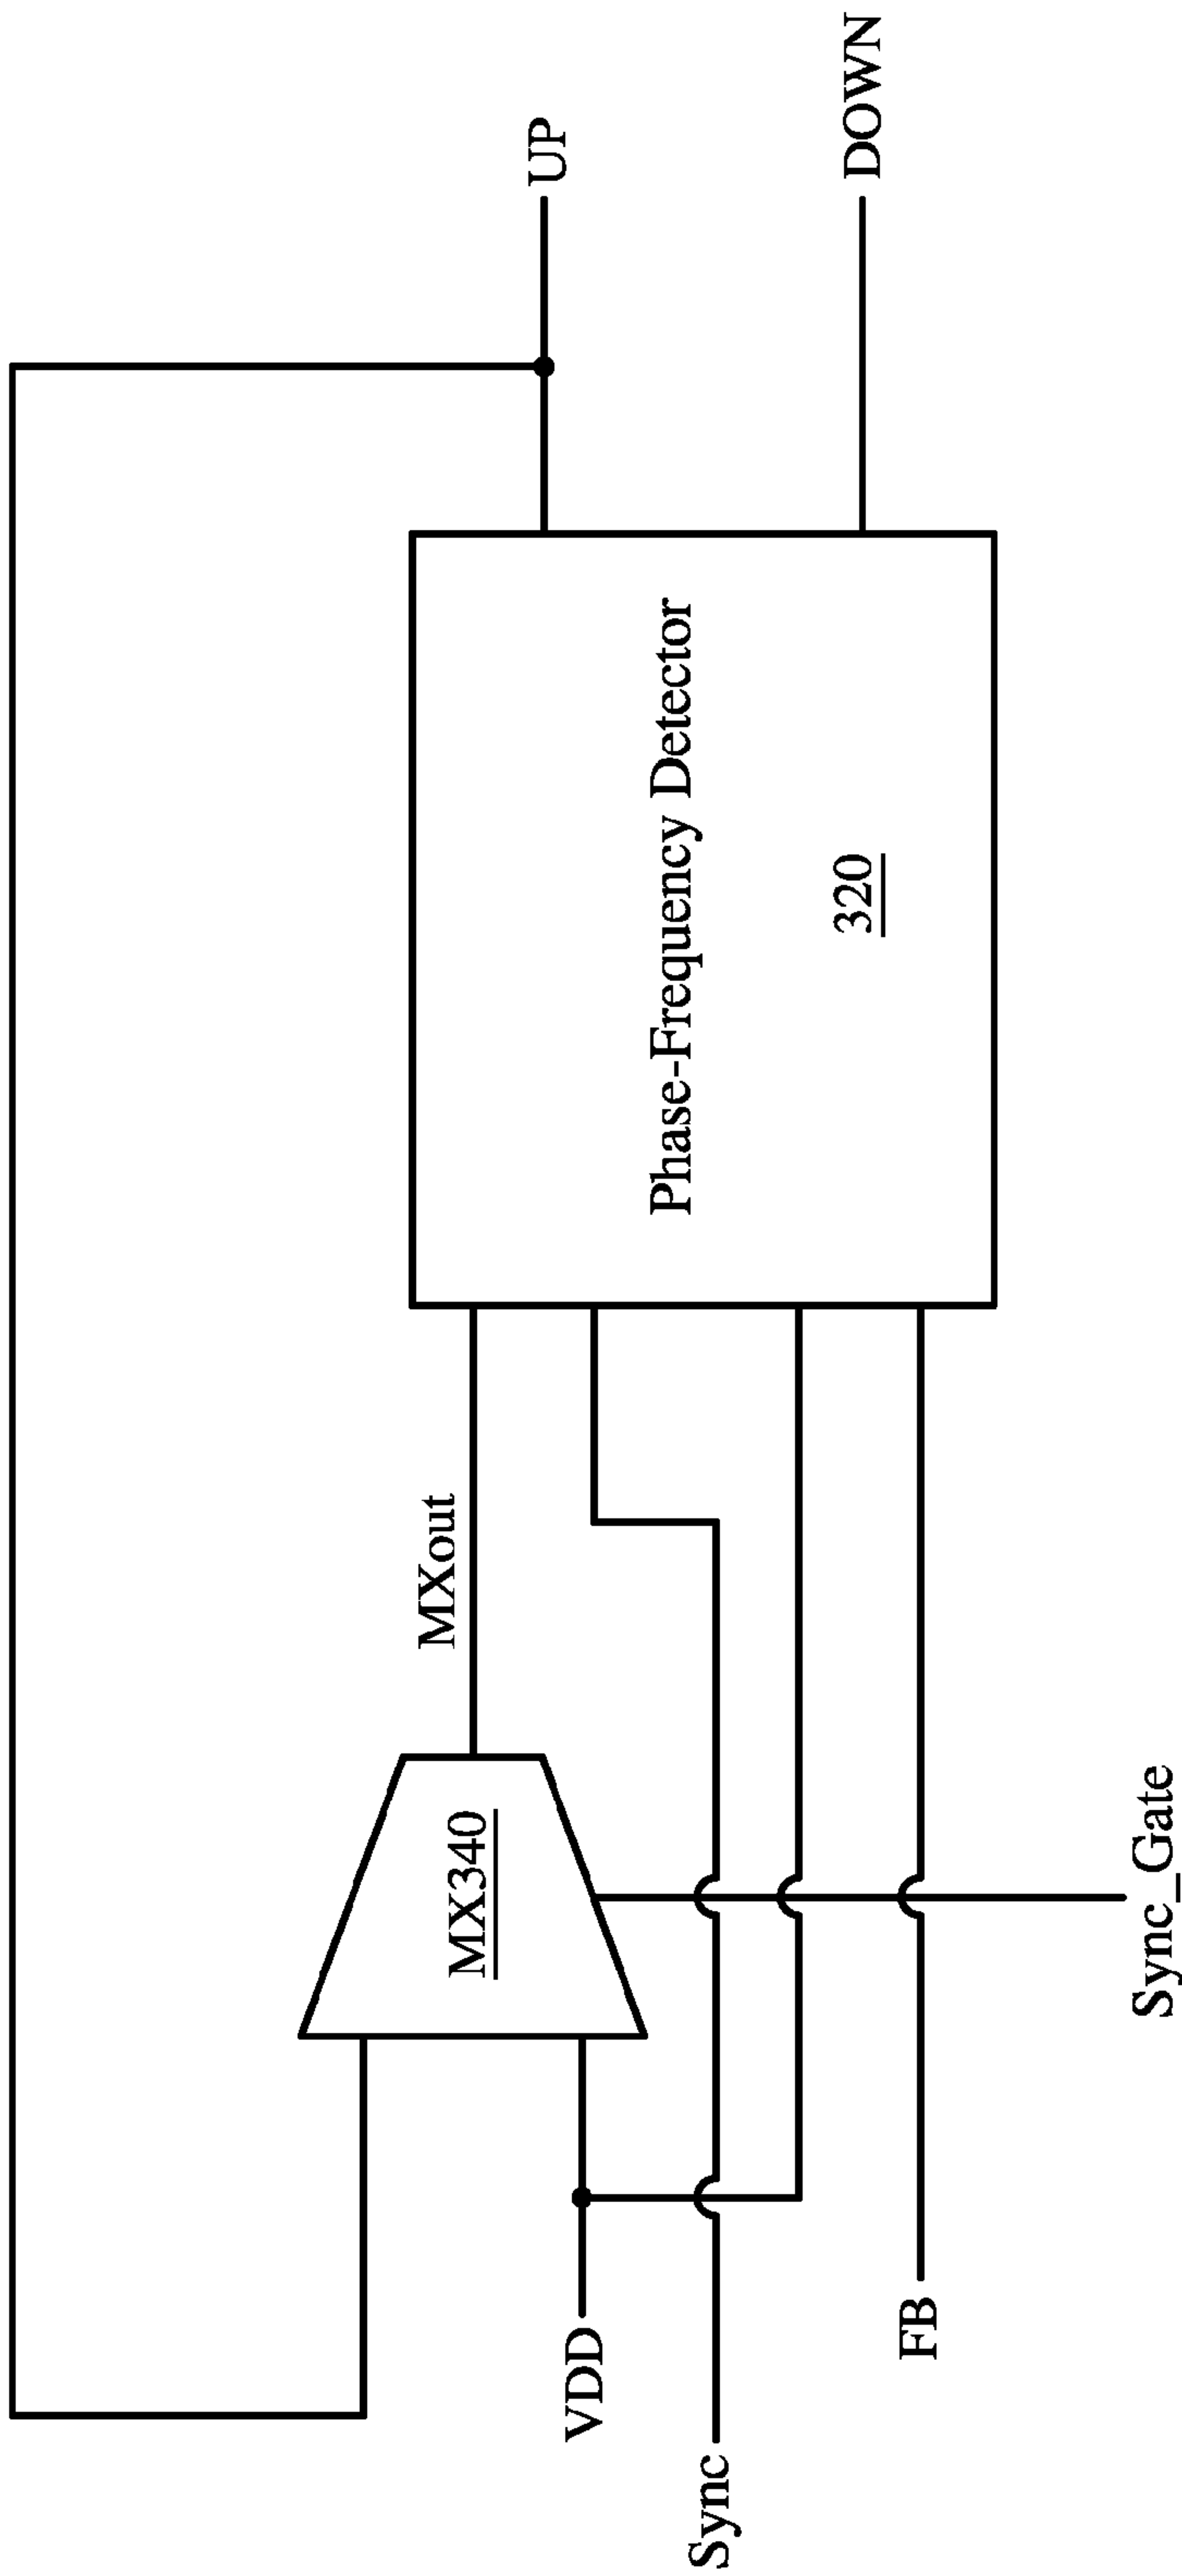 UP
DOWN
MXout
MX340
Phase-Frequency Detector
320
VDD
Sync
FB
Sync_Gate